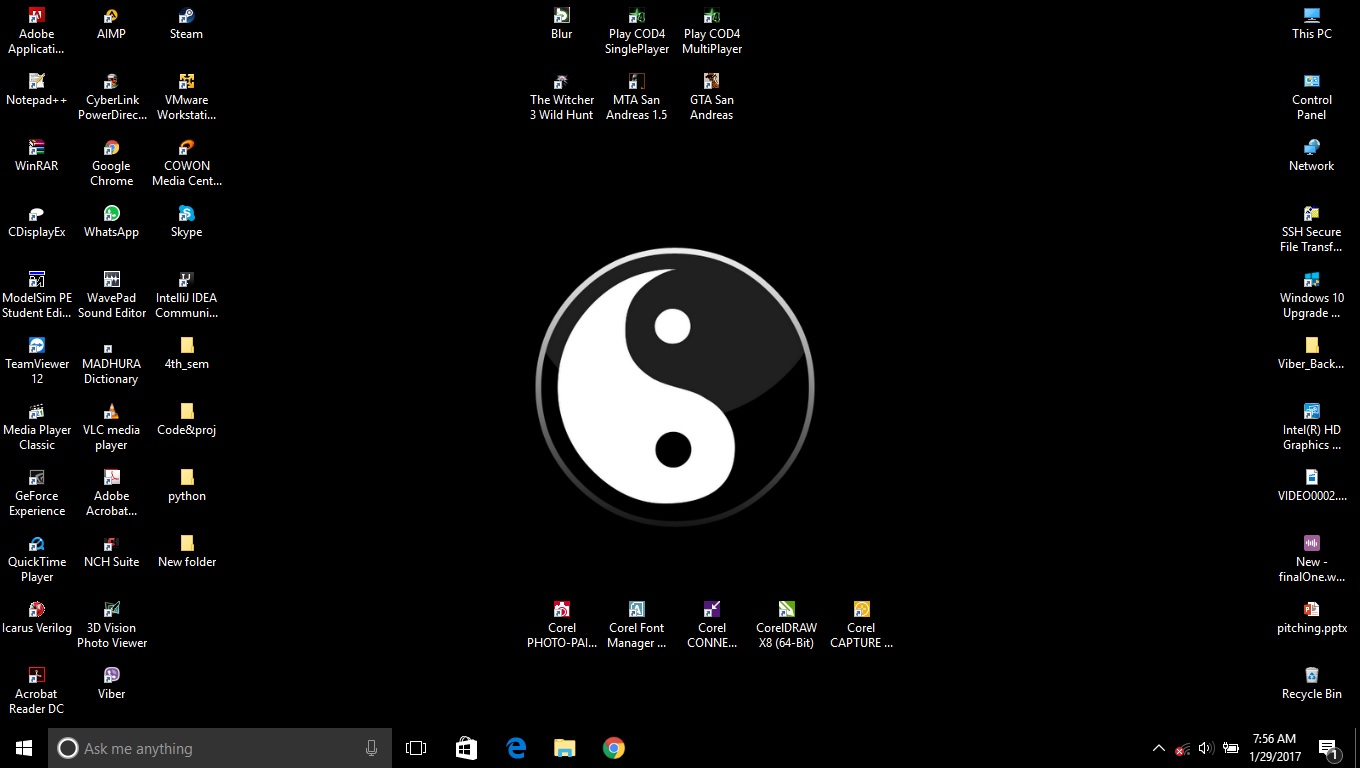 Adobe
Applicati...
AIMP
Steam
Notepad++
CyberLink
PowerDirec...
VMware
Workstati...
WinRAR
Google
Chrome
COWON
Media Cent...
CDisplayEx
WhatsApp
Skype
ModelSim PE
Student Edi...
WavePad
Sound Editor
IntelliJ IDEA
Communi...
TeamViewer
12
MADHURA
Dictionary
4th_sem
Media Player
Classic
VLC media
player
Code&proj
GeForce
Experience
Adobe
Acrobat...
python
QuickTime
Player
NCH Suite
New folder
Icarus Verilog
3D Vision
Photo Viewer
Acrobat
Reader DC
Viber
Blur
Play COD4
SinglePlayer
Play COD4
MultiPlayer
The Witcher
3 Wild Hunt
MTA San
Andreas 1.5
GTA San
Andreas
Corel
PHOTO-PAI...
Corel Font
Manager ...
Corel
CONNE...
CorelDRAW
X8 (64-Bit)
Corel
CAPTURE ...
This PC
Control
Panel
Network
SSH Secure
File Transf...
Windows 10
Upgrade ...
Viber_Back...
Intel(R) HD
Graphics ...
VIDEO0002....
New -
finalOne.w...
pitching.pptx
Recycle Bin
Ask me anything
7:56 AM
1/29/2017
1